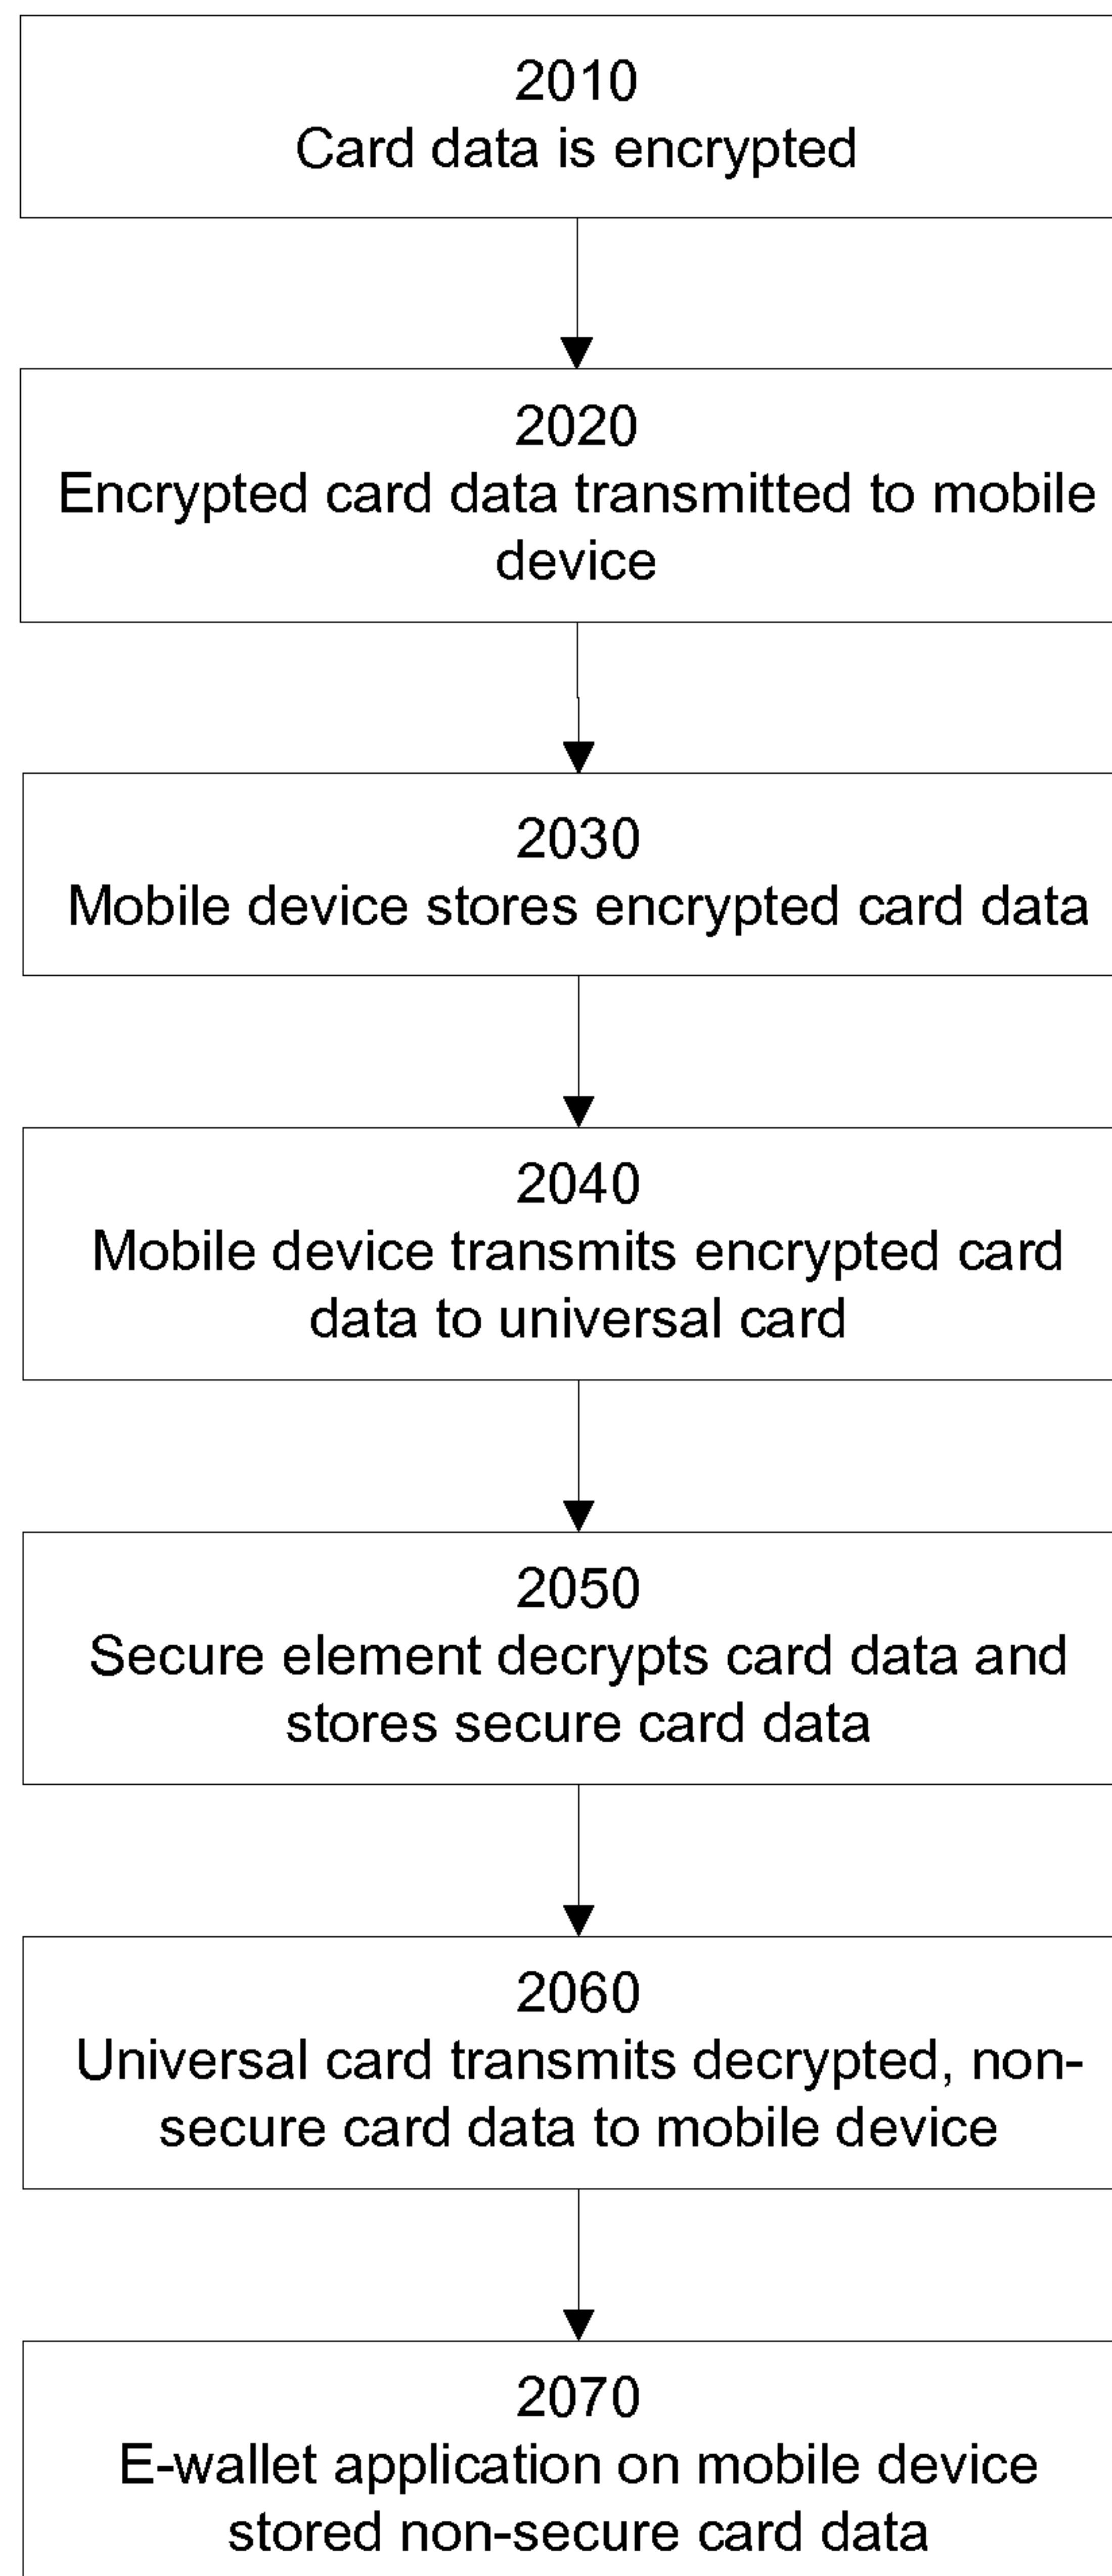 2010
Card data is encrypted
2020
Encrypted card data transmitted to mobile
device
2030
Mobile device stores encrypted card data
2040
Mobile device transmits encrypted card
data to universal card
2050
Secure element decrypts card data and
stores secure card data
2060
Universal card transmits decrypted, non-
secure card data to mobile device
2070
E-wallet application on mobile device
stored non-secure card data